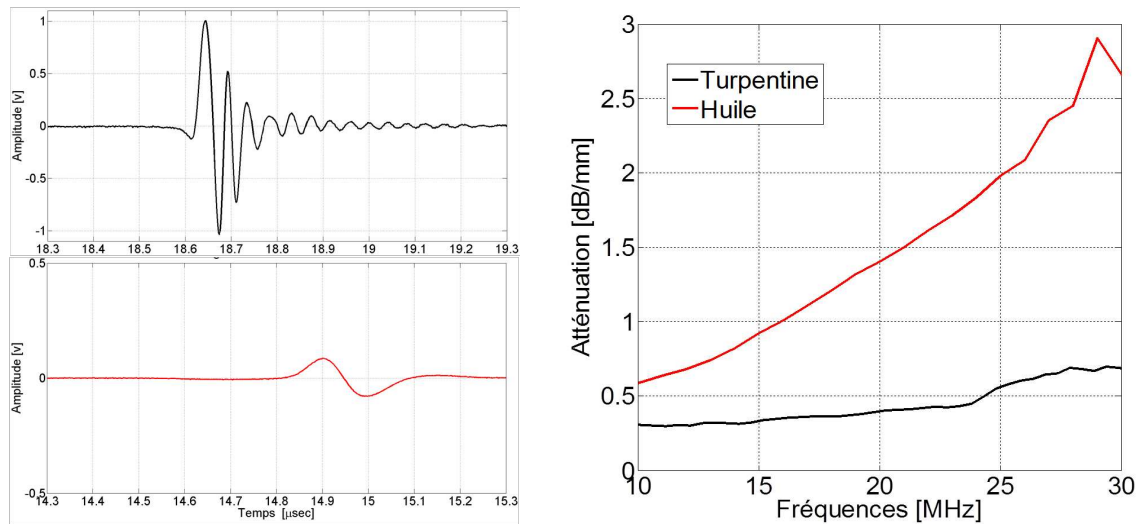 Amplitude [v]
1
0.5
0
-0.5
-1
18.3 18.4 18.5 18.6 18.7 18.8 18.9 19 19.1 19.2 19.3
Amplitude [v]
0.5
0
-0.5
14.3 14.4 14.5 14.6 14.7 14.8 14.9 15 15.1 15.2 15.3
Temps [µsec]
Atténuation [dB/mm]
3
2.5
2
1.5
1
0.5
0
Turpentine
Huile
10 15 20 25 30
Fréquences [MHz]